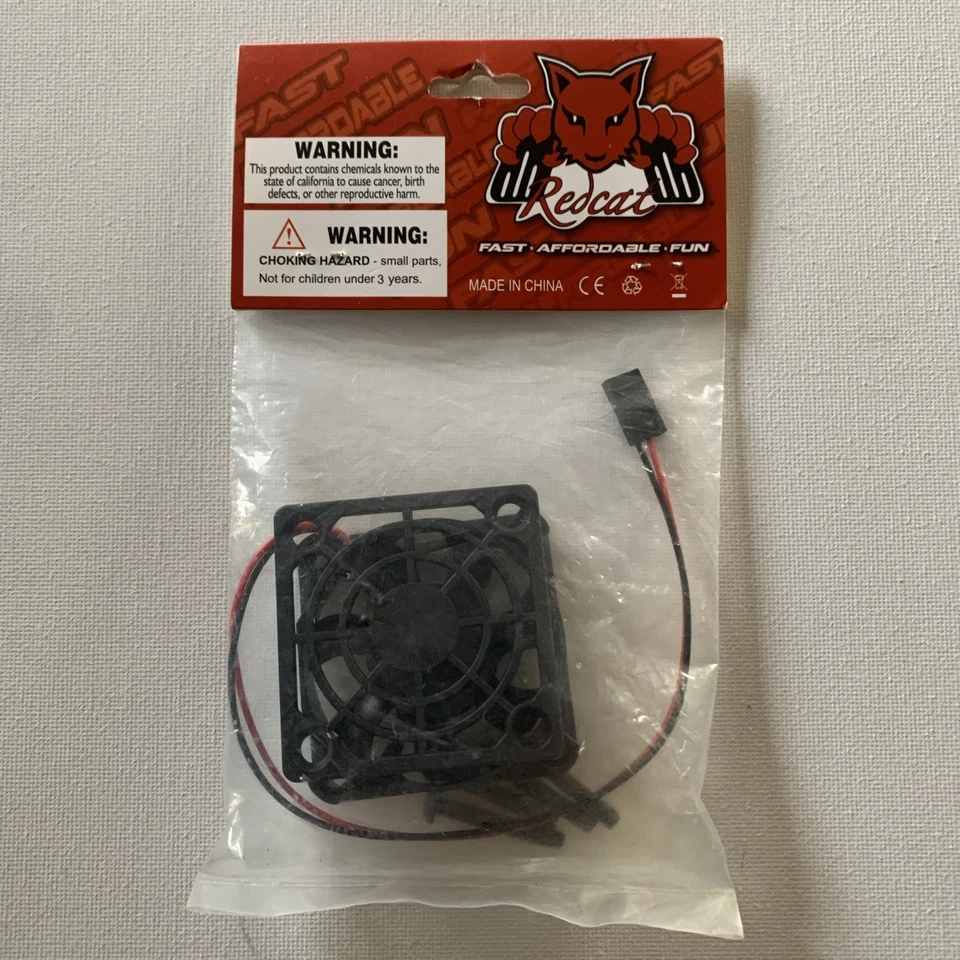 FAST
AFFORDABLE
WARNING:
This product contains chemicals known to the
state of california to cause cancer, birth
defects, or other reproductive harm.
WARNING:
CHOKING HAZARD - small parts,
Not for children under 3 years.
Redcat
FAST · AFFORDABLE · FUN
MADE IN CHINA CE